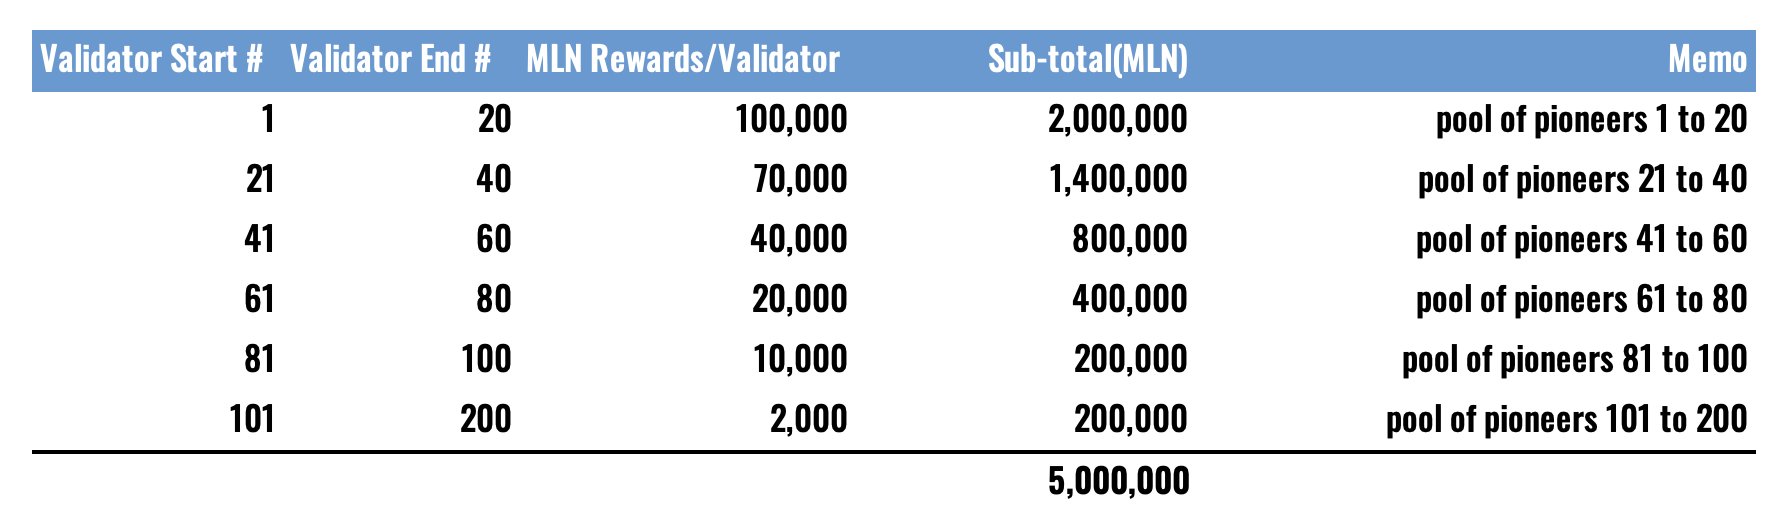 Validator Start # Validator End # MLN Rewards/Validator Sub-total(MLN) Memo
1 20 100,000 2,000,000 pool of pioneers 1 to 20
21 40 70,000 1,400,000 pool of pioneers 21 to 40
41 60 40,000 800,000 pool of pioneers 41 to 60
61 80 20,000 400,000 pool of pioneers 61 to 80
81 100 10,000 200,000 pool of pioneers 81 to 100
101 200 2,000 200,000 pool of pioneers 101 to 200
5,000,000